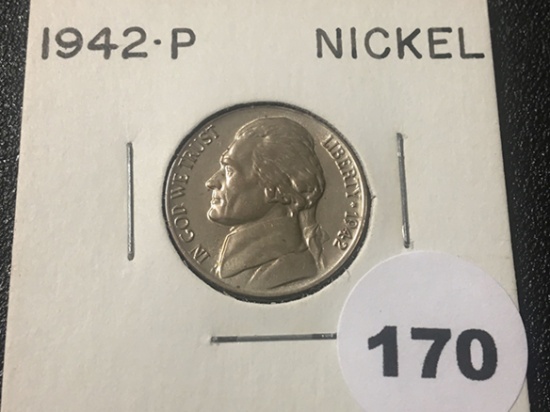 1942·P NICKEL
IN GOD WE TRUST
LIBERTY · 1942
170